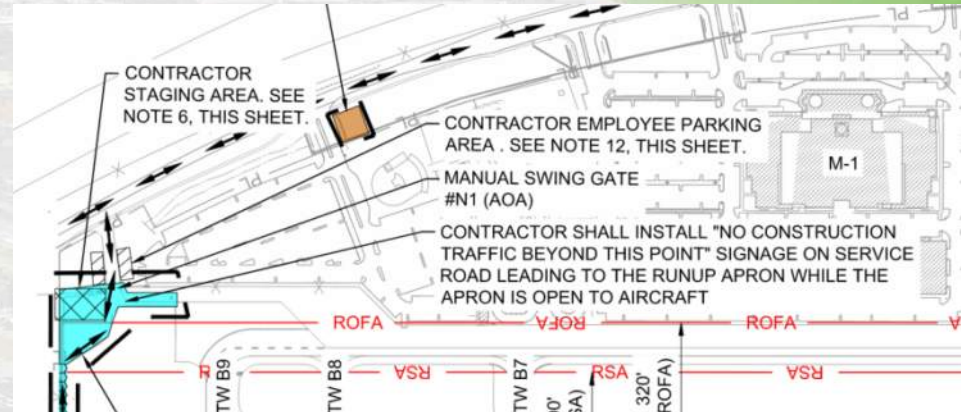 CONTRACTOR
STAGING AREA. SEE
NOTE 6, THIS SHEET.
CONTRACTOR EMPLOYEE PARKING
AREA . SEE NOTE 12, THIS SHEET.
MANUAL SWING GATE
#N1 (AOA)
CONTRACTOR SHALL INSTALL "NO CONSTRUCTION
TRAFFIC BEYOND THIS POINT" SIGNAGE ON SERVICE
ROAD LEADING TO THE RUNUP APRON WHILE THE
APRON IS OPEN TO AIRCRAFT
M-1
PL
PL
ROFA
ROFA
ROFA
RSA
RSA
RSA
TW B9
TW B8
TW B7
320'
ROFA)